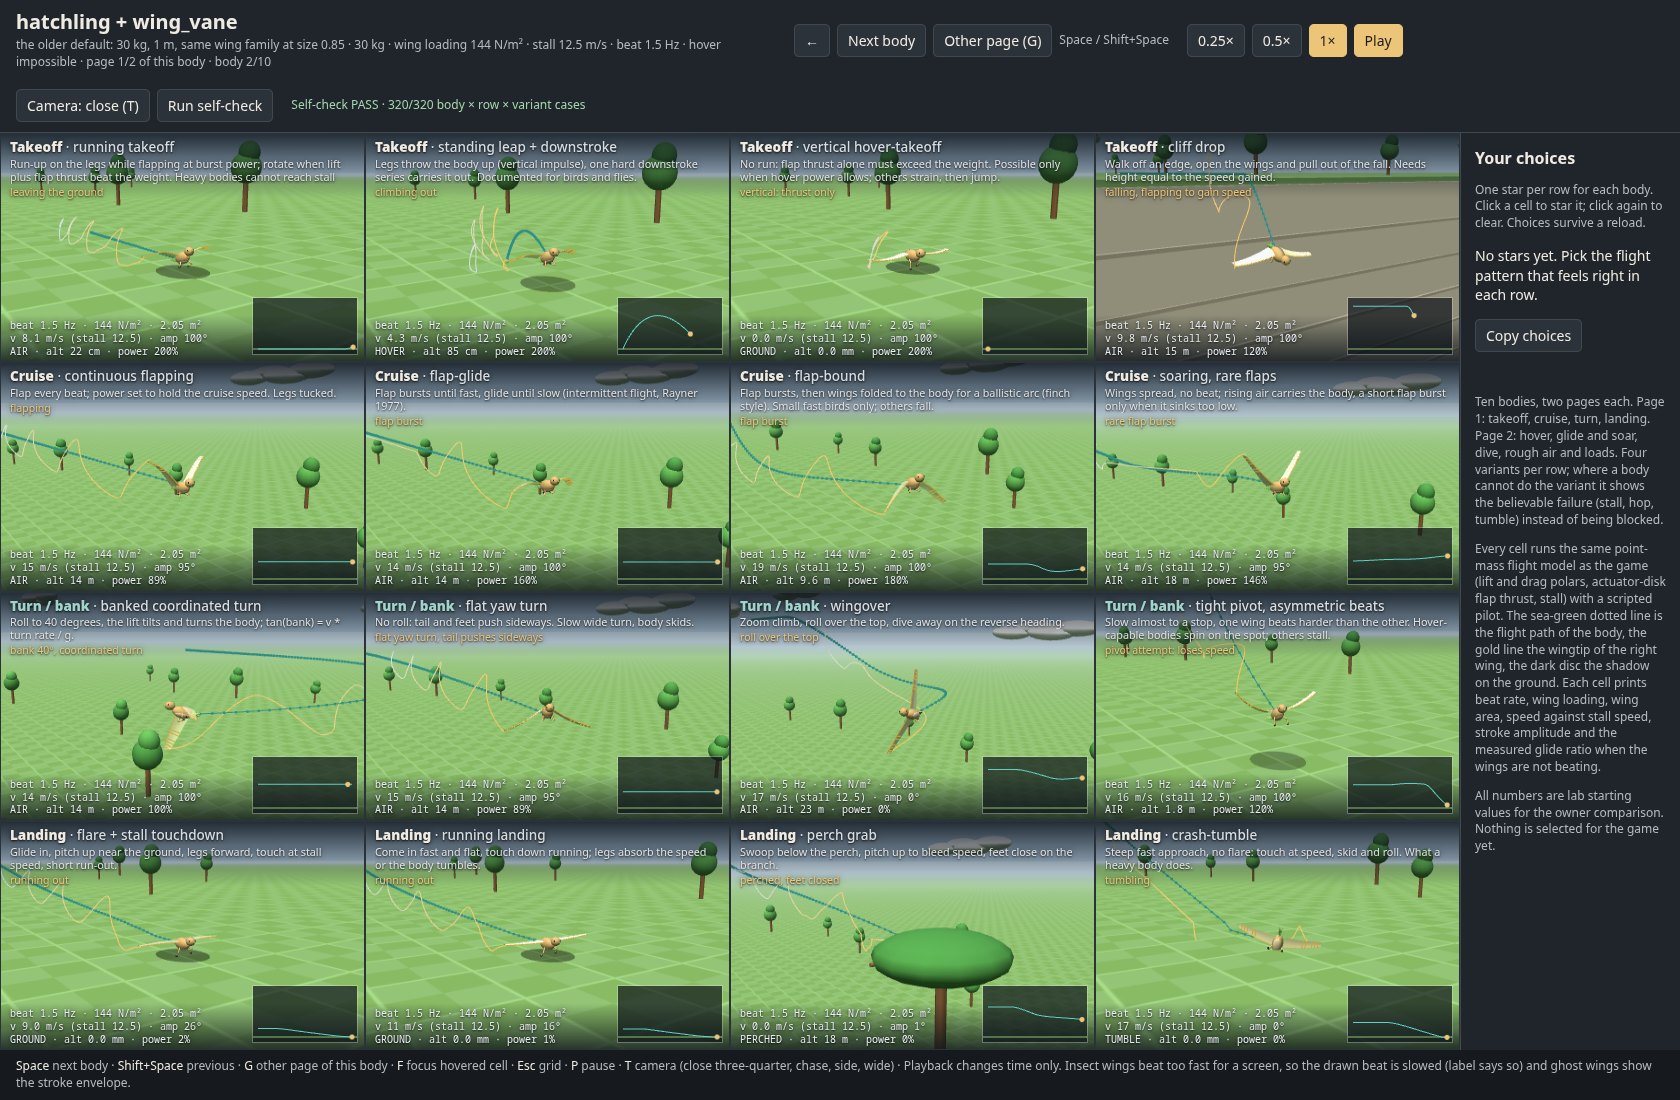 hatchling + wing_vane
the older default: 30 kg, 1 m, same wing family at size 0.85 · 30 kg · wing loading 144 N/m² · stall 12.5 m/s · beat 1.5 Hz · hover
impossible · page 1/2 of this body · body 2/10
←
Next body
Other page (G)
Space / Shift+Space
0.25×
0.5×
1×
Play
Camera: close (T)
Run self-check
Self-check PASS · 320/320 body × row × variant cases
Takeoff · running takeoff
Run-up on the legs while flapping at burst power; rotate when lift
plus flap thrust beat the weight. Heavy bodies cannot reach stall
leaving the ground
beat 1.5 Hz · 144 N/m² · 2.05 m²
v 8.1 m/s (stall 12.5) · amp 100°
AIR · alt 22 cm · power 200%
Takeoff · standing leap + downstroke
Legs throw the body up (vertical impulse), one hard downstroke
series carries it out. Documented for birds and flies.
climbing out
beat 1.5 Hz · 144 N/m² · 2.05 m²
v 4.3 m/s (stall 12.5) · amp 100°
HOVER · alt 85 cm · power 200%
Takeoff · vertical hover-takeoff
No run: flap thrust alone must exceed the weight. Possible only
when hover power allows; others strain, then jump.
vertical: thrust only
beat 1.5 Hz · 144 N/m² · 2.05 m²
v 0.0 m/s (stall 12.5) · amp 100°
GROUND · alt 0.0 mm · power 200%
Takeoff · cliff drop
Walk off an edge, open the wings and pull out of the fall. Needs
height equal to the speed gained.
falling, flapping to gain speed
beat 1.5 Hz · 144 N/m² · 2.05 m²
v 9.8 m/s (stall 12.5) · amp 100°
AIR · alt 15 m · power 120%
Cruise · continuous flapping
Flap every beat; power set to hold the cruise speed. Legs tucked.
flapping
beat 1.5 Hz · 144 N/m² · 2.05 m²
v 15 m/s (stall 12.5) · amp 95°
AIR · alt 14 m · power 89%
Cruise · flap-glide
Flap bursts until fast, glide until slow (intermittent flight, Rayner
1977).
flap burst
beat 1.5 Hz · 144 N/m² · 2.05 m²
v 14 m/s (stall 12.5) · amp 100°
AIR · alt 14 m · power 160%
Cruise · flap-bound
Flap bursts, then wings folded to the body for a ballistic arc (finch
style). Small fast birds only; others fall.
flap burst
beat 1.5 Hz · 144 N/m² · 2.05 m²
v 19 m/s (stall 12.5) · amp 100°
AIR · alt 9.6 m · power 180%
Cruise · soaring, rare flaps
Wings spread, no beat; rising air carries the body, a short flap burst
only when it sinks too low.
rare flap burst
beat 1.5 Hz · 144 N/m² · 2.05 m²
v 14 m/s (stall 12.5) · amp 95°
AIR · alt 18 m · power 146%
Turn / bank · banked coordinated turn
Roll to 40 degrees, the lift tilts and turns the body; tan(bank) = v *
turn rate / g.
bank 40°, coordinated turn
beat 1.5 Hz · 144 N/m² · 2.05 m²
v 14 m/s (stall 12.5) · amp 100°
AIR · alt 14 m · power 100%
Turn / bank · flat yaw turn
No roll: tail and feet push sideways. Slow wide turn, body skids.
flat yaw turn, tail pushes sideways
beat 1.5 Hz · 144 N/m² · 2.05 m²
v 15 m/s (stall 12.5) · amp 95°
AIR · alt 14 m · power 89%
Turn / bank · wingover
Zoom climb, roll over the top, dive away on the reverse heading.
roll over the top
beat 1.5 Hz · 144 N/m² · 2.05 m²
v 17 m/s (stall 12.5) · amp 0°
AIR · alt 23 m · power 0%
Turn / bank · tight pivot, asymmetric beats
Slow almost to a stop, one wing beats harder than the other. Hover-
capable bodies spin on the spot; others stall.
pivot attempt: loses speed
beat 1.5 Hz · 144 N/m² · 2.05 m²
v 16 m/s (stall 12.5) · amp 100°
AIR · alt 1.8 m · power 120%
Landing · flare + stall touchdown
Glide in, pitch up near the ground, legs forward, touch at stall
speed, short run-out.
running out
beat 1.5 Hz · 144 N/m² · 2.05 m²
v 9.0 m/s (stall 12.5) · amp 26°
GROUND · alt 0.0 mm · power 2%
Landing · running landing
Come in fast and flat, touch down running; legs absorb the speed
or the body tumbles.
running out
beat 1.5 Hz · 144 N/m² · 2.05 m²
v 11 m/s (stall 12.5) · amp 16°
GROUND · alt 0.0 mm · power 1%
Landing · perch grab
Swoop below the perch, pitch up to bleed speed, feet close on the
branch.
perched, feet closed
beat 1.5 Hz · 144 N/m² · 2.05 m²
v 0.0 m/s (stall 12.5) · amp 1°
PERCHED · alt 18 m · power 0%
Landing · crash-tumble
Steep fast approach, no flare: touch at speed, skid and roll. What a
heavy body does.
tumbling
beat 1.5 Hz · 144 N/m² · 2.05 m²
v 17 m/s (stall 12.5) · amp 0°
TUMBLE · alt 0.0 mm · power 0%
Your choices
One star per row for each body.
Click a cell to star it; click again to
clear. Choices survive a reload.
No stars yet. Pick the flight
pattern that feels right in
each row.
Copy choices
Ten bodies, two pages each. Page
1: takeoff, cruise, turn, landing.
Page 2: hover, glide and soar,
dive, rough air and loads. Four
variants per row; where a body
cannot do the variant it shows
the believable failure (stall, hop,
tumble) instead of being blocked.
Every cell runs the same point-
mass flight model as the game
(lift and drag polars, actuator-disk
flap thrust, stall) with a scripted
pilot. The sea-green dotted line is
the flight path of the body, the
gold line the wingtip of the right
wing, the dark disc the shadow
on the ground. Each cell prints
beat rate, wing loading, wing
area, speed against stall speed,
stroke amplitude and the
measured glide ratio when the
wings are not beating.
All numbers are lab starting
values for the owner comparison.
Nothing is selected for the game
yet.
Space next body · Shift+Space previous · G other page of this body · F focus hovered cell · Esc grid · P pause · T camera (close three-quarter, chase, side, wide) · Playback changes time only. Insect wings beat too fast for a screen, so the drawn beat is slowed (label says so) and ghost wings show
the stroke envelope.